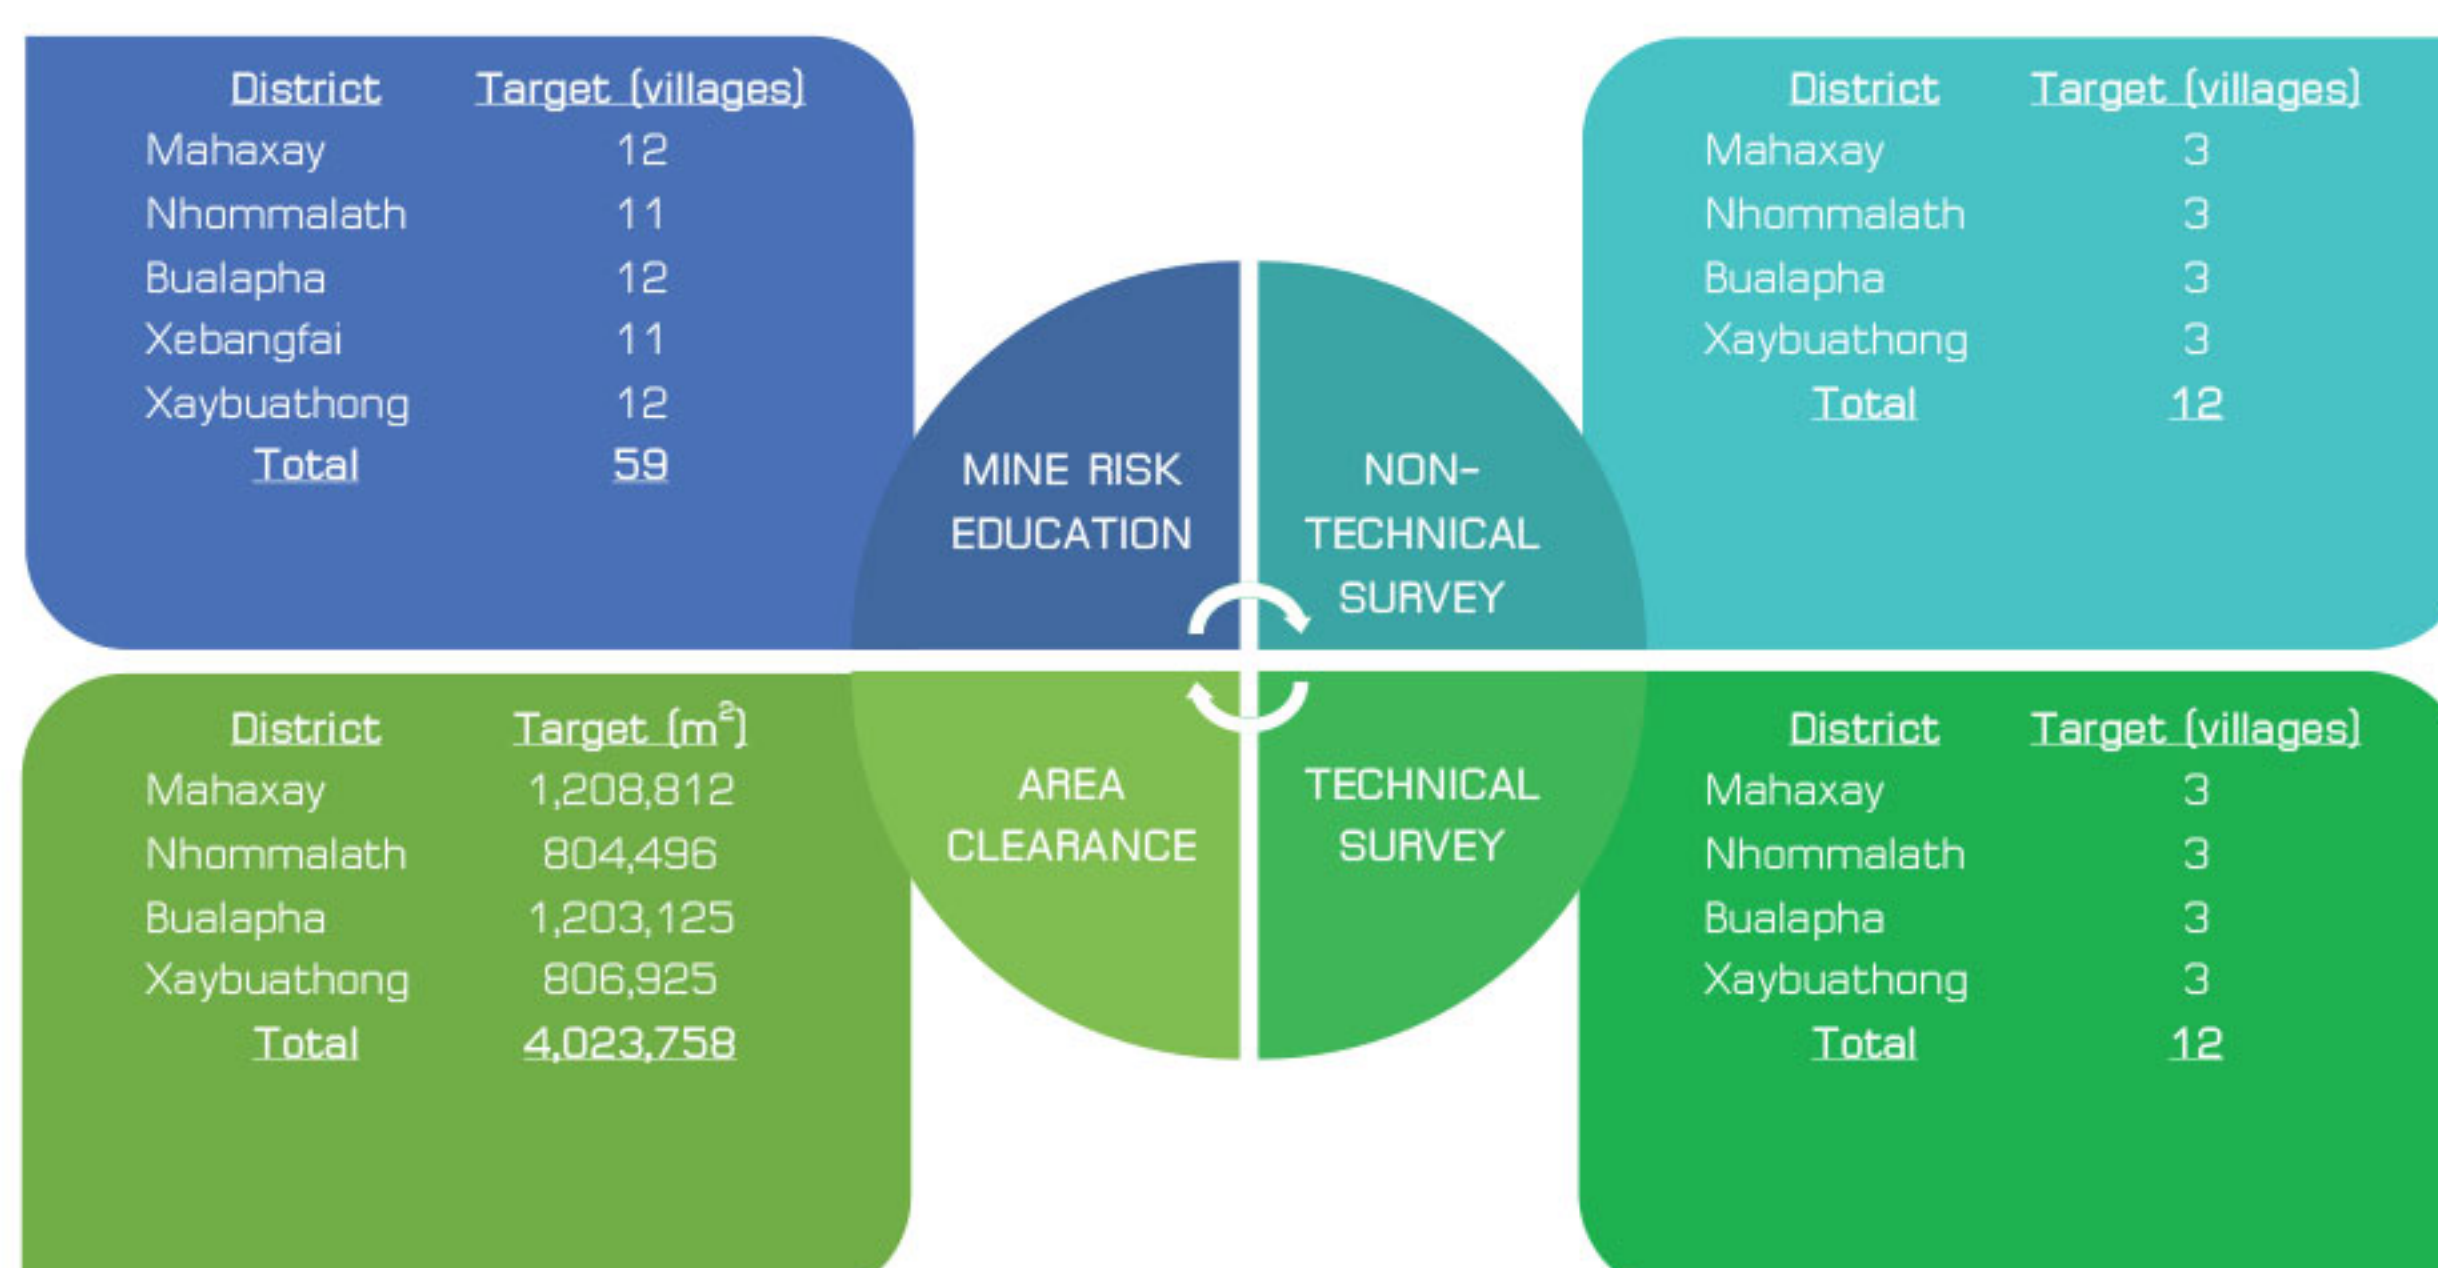 District Target (villages)
Mahaxay 12
Nhommalath 11
Bualapha 12
Xebangfai 11
Xaybuathong 12
Total 59
District Target (villages)
Mahaxay 3
Nhommalath 3
Bualapha 3
Xaybuathong 3
Total 12
MINE RISK
EDUCATION
NON-
TECHNICAL
SURVEY
District Target (m²)
Mahaxay 1,208,812
Nhommalath 804,496
Bualapha 1,203,125
Xaybuathong 806,925
Total 4,023,758
AREA
CLEARANCE
TECHNICAL
SURVEY
District Target (villages)
Mahaxay 3
Nhommalath 3
Bualapha 3
Xaybuathong 3
Total 12